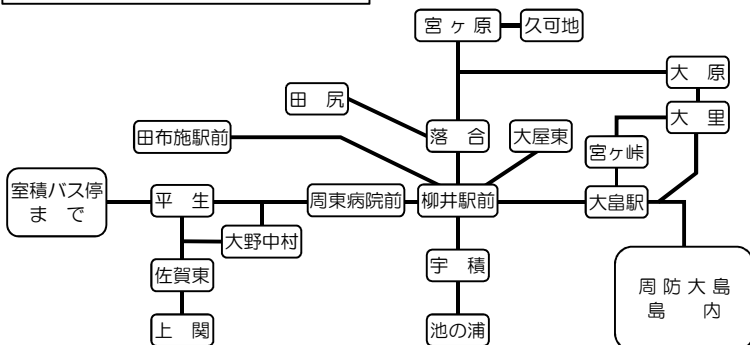 宮ヶ原
久可地
大原
田尻
大里
田布施駅前
落合
大屋東
宮ヶ峠
室積バス停
まで
平生
周東病院前
柳井駅前
大畠駅
大野中村
佐賀東
宇積
周防大島
島内
上関
池の浦